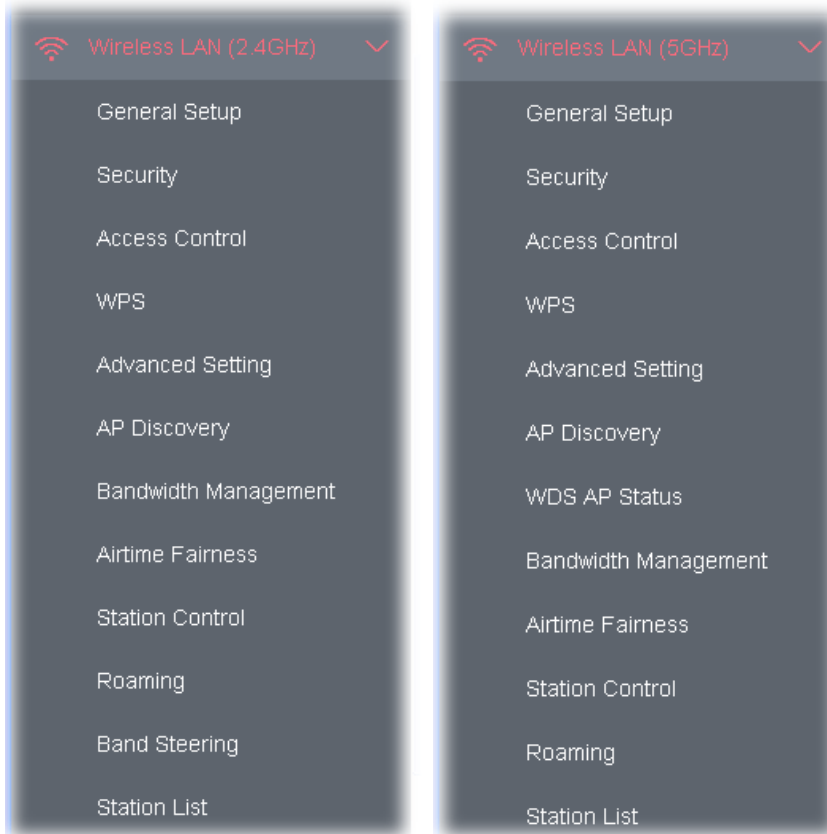 Wireless LAN (2.4GHz)
General Setup
Security
Access Control
WPS
Advanced Setting
AP Discovery
Bandwidth Management
Airtime Fairness
Station Control
Roaming
Band Steering
Station List
Wireless LAN (5GHz)
General Setup
Security
Access Control
WPS
Advanced Setting
AP Discovery
WDS AP Status
Bandwidth Management
Airtime Fairness
Station Control
Roaming
Station List